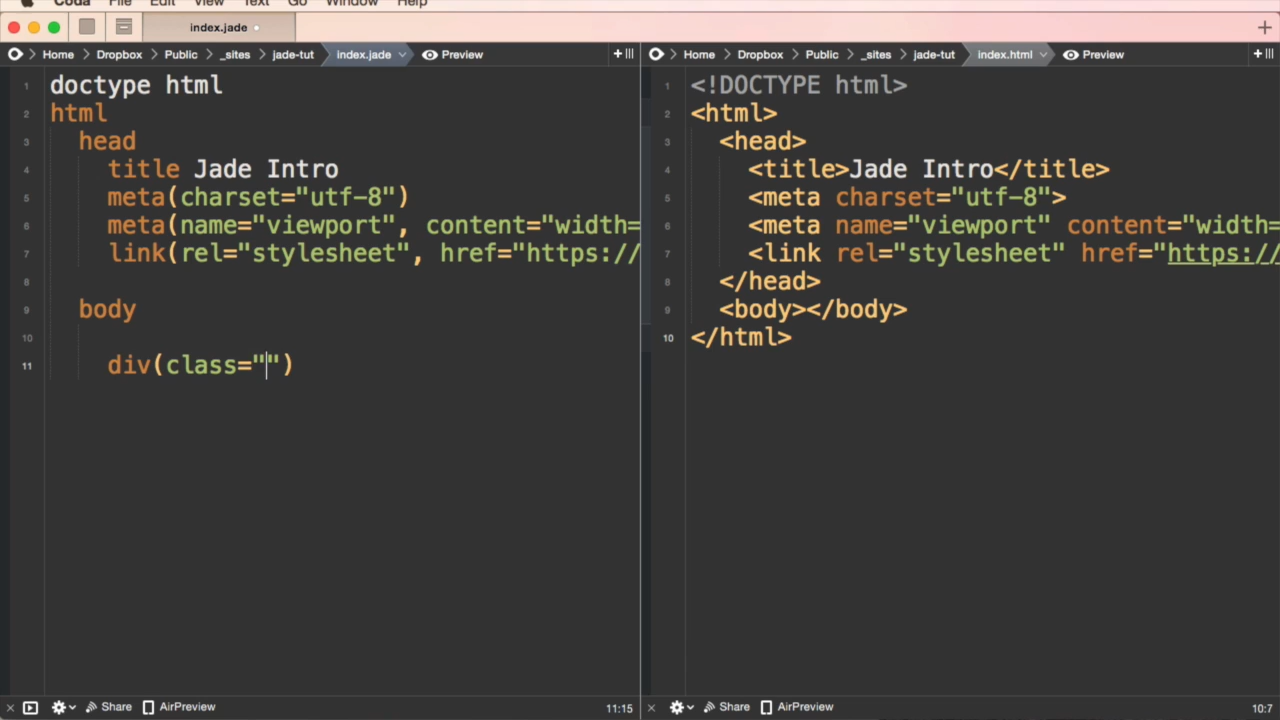 Coda File Edit View Text Go Window Help
index.jade
Home Dropbox Public _sites jade-tut index.jade Preview
1 doctype html
2 html
3 head
4 title Jade Intro
5 meta(charset="utf-8")
6 meta(name="viewport", content="width=
7 link(rel="stylesheet", href="https://
8
9 body
10
11 div(class="")
Share AirPreview 11:15
Home Dropbox Public _sites jade-tut index.html Preview
1 <!DOCTYPE html>
2 <html>
3 <head>
4 <title>Jade Intro</title>
5 <meta charset="utf-8">
6 <meta name="viewport" content="width=
7 <link rel="stylesheet" href="https://
8 </head>
9 <body></body>
10 </html>
Share AirPreview 10:7